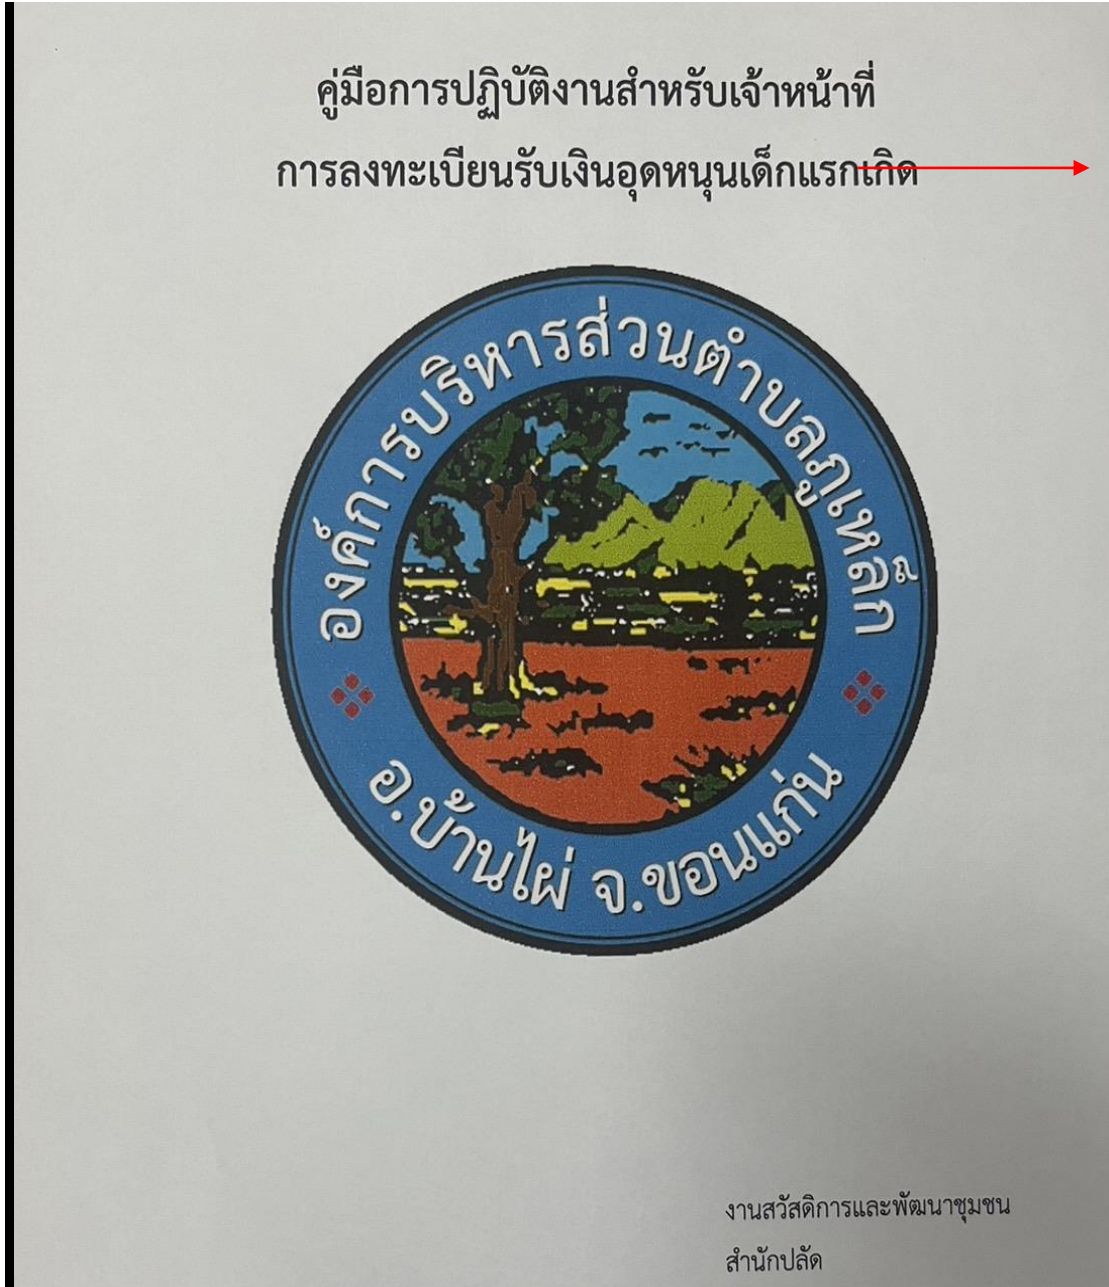 คู่มือการปฏิบัติงานสำหรับเจ้าหน้าที่
การลงทะเบียนรับเงินอุดหนุนเด็กแรกเกิด
องค์การบริหารส่วนตำบลภูเหล็ก
อ.บ้านไผ่ จ.ขอนแก่น
งานสวัสดิการและพัฒนาชุมชน
สำนักปลัด